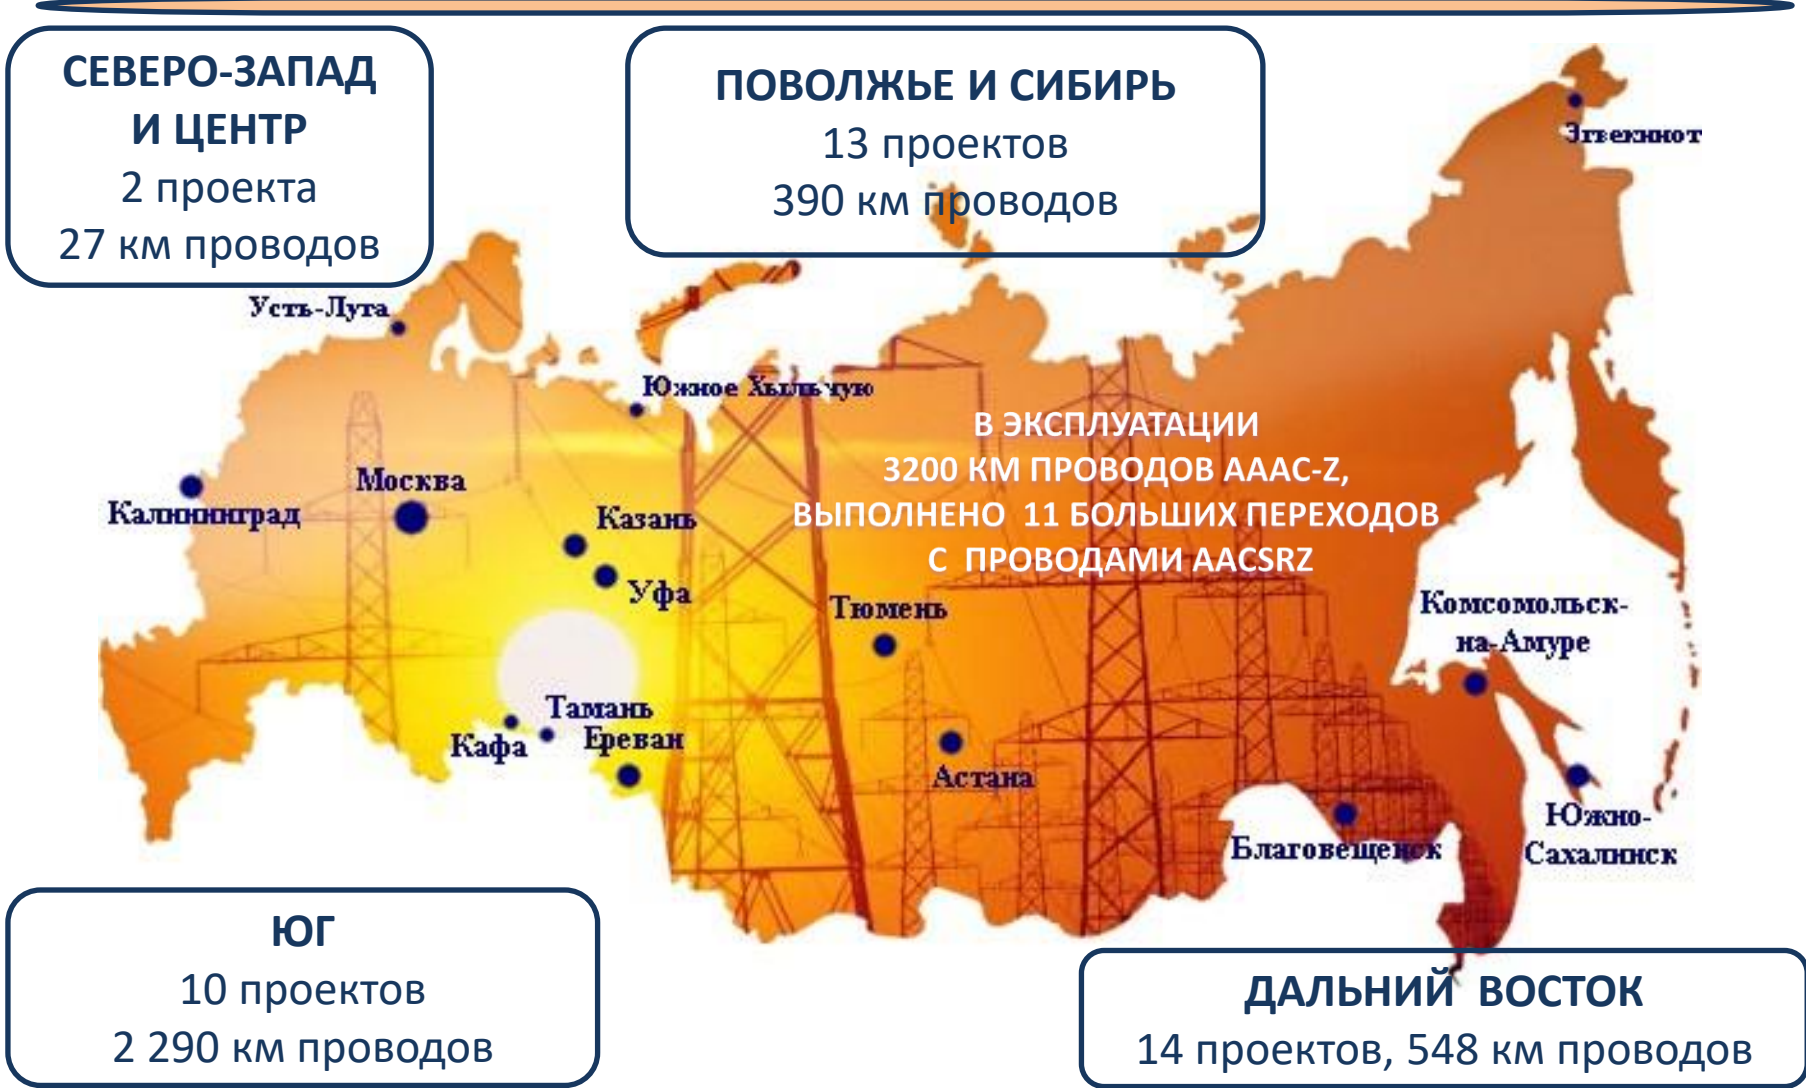 СЕВЕРО-ЗАПАД
И ЦЕНТР
2 проекта
27 км проводов
ПОВОЛЖЬЕ И СИБИРЬ
13 проектов
390 км проводов
Эгвекинот
Усть-Луга
Южное Хыльчую
В ЭКСПЛУАТАЦИИ
3200 КМ ПРОВОДОВ АААС-Z,
ВЫПОЛНЕНО 11 БОЛЬШИХ ПЕРЕХОДОВ
С ПРОВОДАМИ AACSRZ
Москва
Калининград
Казань
Уфа
Тюмень
Комсомольск-
на-Амуре
Тамань
Кафа
Ереван
Астана
Южно-
Сахалинск
Благовещенск
ЮГ
10 проектов
2 290 км проводов
ДАЛЬНИЙ ВОСТОК
14 проектов, 548 км проводов